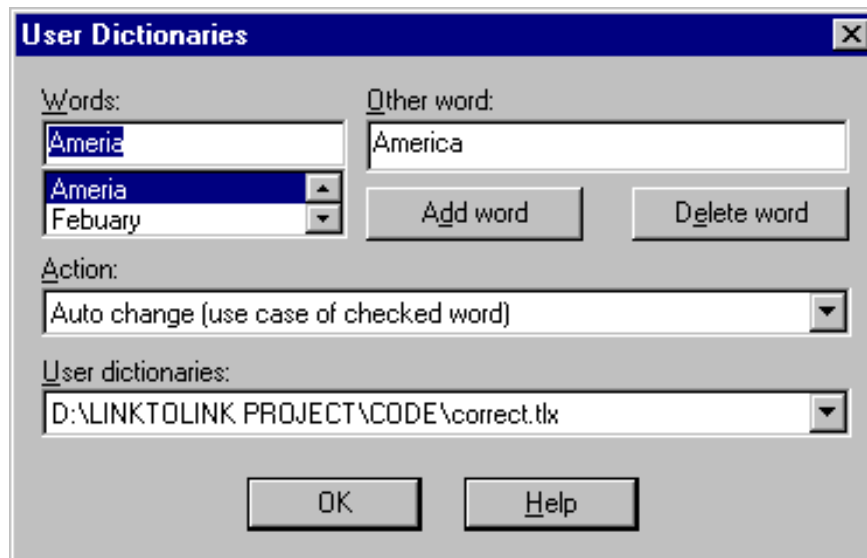 User Dictionaries
Words:
Other word:
Ameria
America
Ameria
Febuary
Add word
Delete word
Action:
Auto change (use case of checked word)
User dictionaries:
D:\LINKTOLINK PROJECT\CODE\correct.tlx
OK
Help